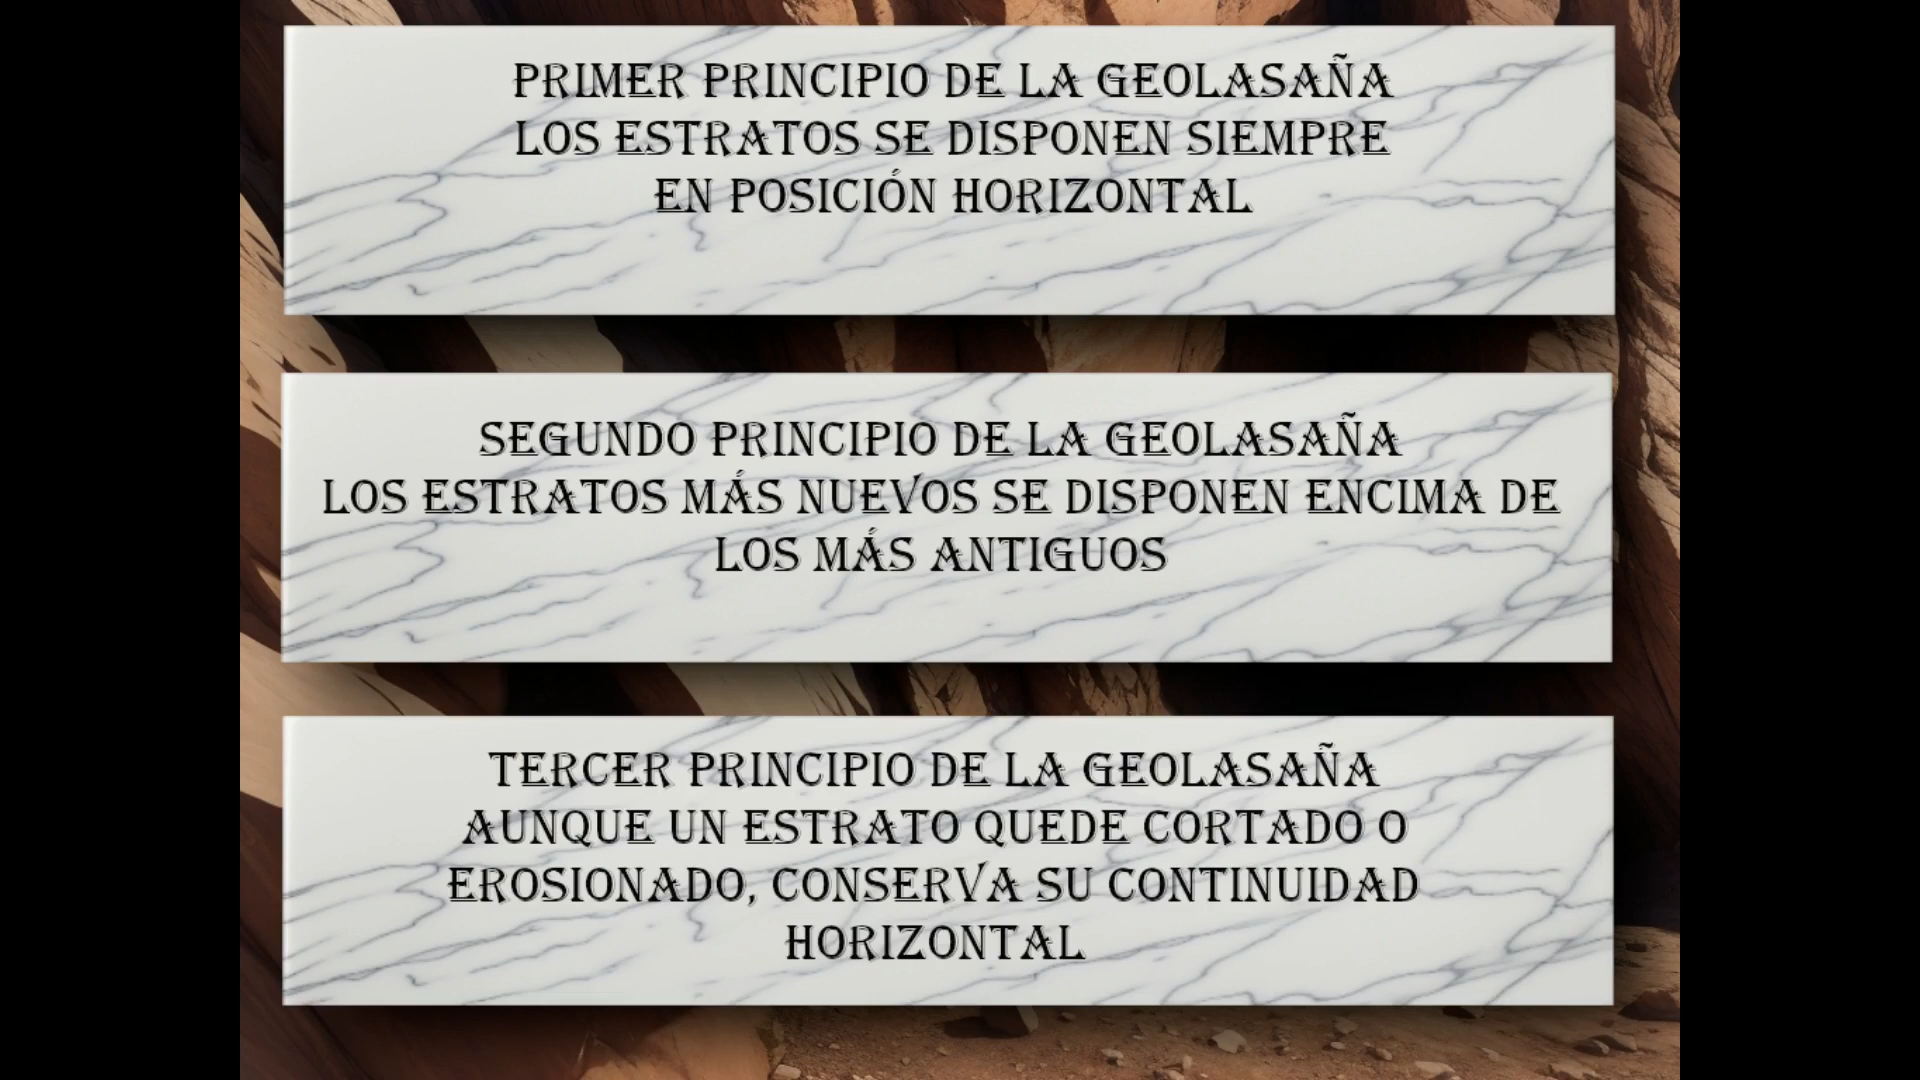 PRIMER PRINCIPIO DE LA GEOLASAÑA
LOS ESTRATOS SE DISPONEN SIEMPRE
EN POSICIÓN HORIZONTAL
SEGUNDO PRINCIPIO DE LA GEOLASAÑA
LOS ESTRATOS MÁS NUEVOS SE DISPONEN ENCIMA DE
LOS MÁS ANTIGUOS
TERCER PRINCIPIO DE LA GEOLASAÑA
AUNQUE UN ESTRATO QUEDE CORTADO O
EROSIONADO, CONSERVA SU CONTINUIDAD
HORIZONTAL